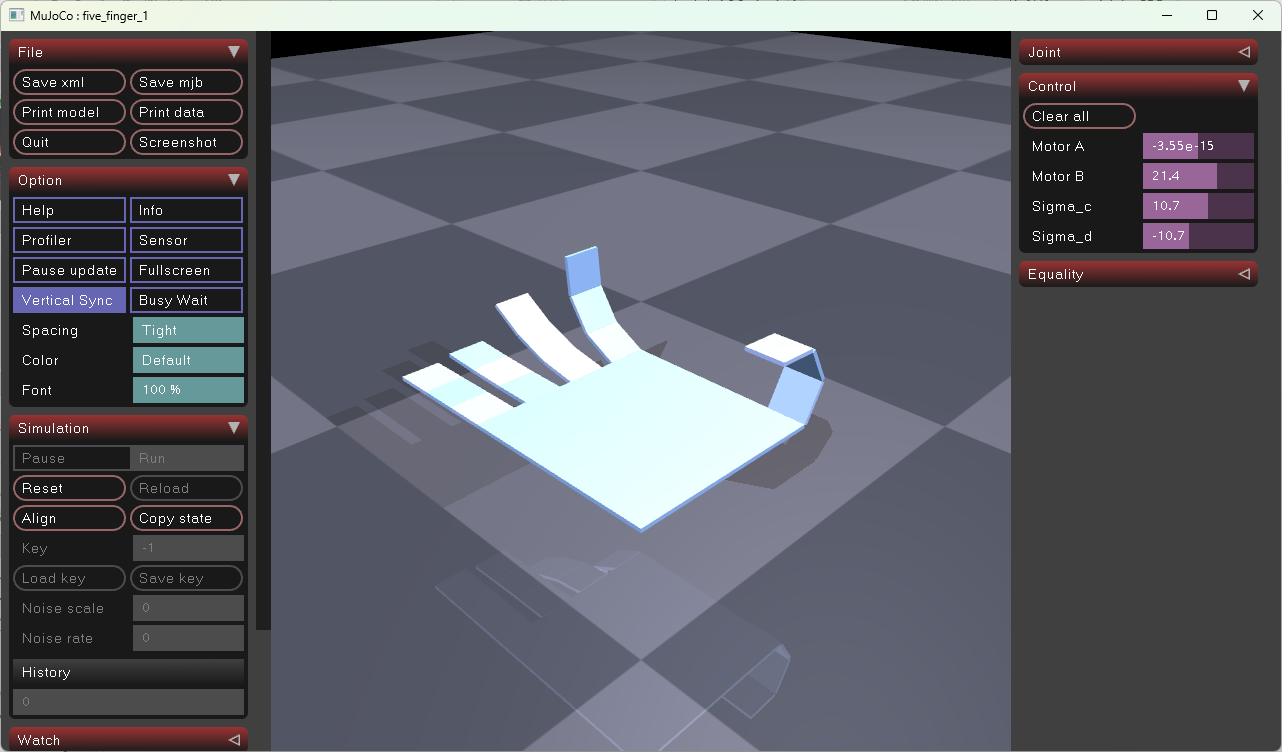 MuJoCo : five_finger_1
File
Save xml
Save mjb
Print model
Print data
Quit
Screenshot
Option
Help
Info
Profiler
Sensor
Pause update
Fullscreen
Vertical Sync
Busy Wait
Spacing
Tight
Color
Default
Font
100 %
Simulation
Pause
Run
Reset
Reload
Align
Copy state
Key
-1
Load key
Save key
Noise scale
0
Noise rate
0
History
0
Watch
Joint
Control
Clear all
Motor A
-3.55e-15
Motor B
21.4
Sigma_c
10.7
Sigma_d
-10.7
Equality